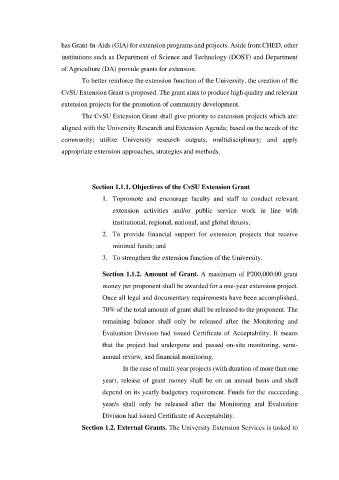 has Grant-In-Aids (GIA) for extension programs and projects. Aside from CHED, other
institutions such as Department of Science and Technology (DOST) and Department
of Agriculture (DA) provide grants for extension.
To better reinforce the extension function of the University, the creation of the
CvSU Extension Grant is proposed. The grant aims to produce high quality and relevant
extension projects for the promotion of community development.
The CvSU Extension Grant shall give priority to extension projects which are:
aligned with the University Research and Extension Agenda; based on the needs of the
community; utilize University research outputs; multidisciplinary; and apply
appropriate extension approaches, strategies and methods.
Section 1.1.1. Objectives of the CvSU Extension Grant
1. Topromote and encourage faculty and staff to conduct relevant
extension activities and/or public service work in line with
institutional, regional, national, and global thrusts;
2. To provide financial support for extension projects that receive
minimal funds; and
3. To strengthen the extension function of the University.
Section 1.1.2. Amount of Grant. A maximum of P200,000.00 grant
money per proponent shall be awarded for a one-year extension project.
Once all legal and documentary requirements have been accomplished,
70% of the total amount of grant shall be released to the proponent. The
remaining balance shall only be released after the Monitoring and
Evaluation Division had issued Certificate of Acceptability. It means
that the project had undergone and passed on-site monitoring, semi-
annual review, and financial monitoring.
In the case of multi-year projects (with duration of more than one
year), release of grant money shall be on an annual basis and shall
depend on its yearly budgetary requirement. Funds for the succeeding
year/s shall only be released after the Monitoring and Evaluation
Division had issued Certificate of Acceptability.
Section 1.2. External Grants. The University Extension Services is tasked to